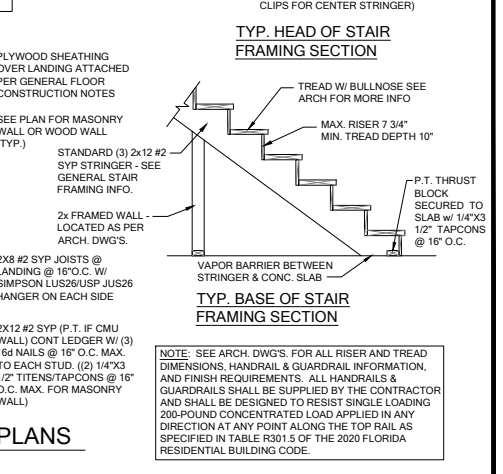 CLIPS FOR CENTER STRINGER)
TYP. HEAD OF STAIR
FRAMING SECTION
PLYWOOD SHEATHING
OVER LANDING ATTACHED
PER GENERAL FLOOR
CONSTRUCTION NOTES
SEE PLAN FOR MASONRY
WALL OR WOOD WALL
(TYP.)
STANDARD (3) 2x12 #2
SYP STRINGER - SEE
GENERAL STAIR
FRAMING INFO.
2x FRAMED WALL -
LOCATED AS PER
ARCH. DWG'S.
2X8 #2 SYP JOISTS @
LANDING @ 16"O.C. W/
SIMPSON LUS26/USP JUS26
HANGER ON EACH SIDE
2X12 #2 SYP (P.T. IF CMU
WALL) CONT LEDGER W/ (3)
16d NAILS @ 16" O.C. MAX.
TO EACH STUD. ((2) 1/4"X3
1/2" TITENS/TAPCONS @ 16"
O.C. MAX. FOR MASONRY
WALL)
PLANS
TREAD W/ BULLNOSE SEE
ARCH FOR MORE INFO
MAX. RISER 7 3/4"
MIN. TREAD DEPTH 10"
P.T. THRUST
BLOCK
SECURED TO
SLAB w/ 1/4"X3
1/2" TAPCONS
@ 16" O.C.
VAPOR BARRIER BETWEEN
STRINGER & CONC. SLAB
TYP. BASE OF STAIR
FRAMING SECTION
NOTE: SEE ARCH. DWG'S. FOR ALL RISER AND TREAD
DIMENSIONS, HANDRAIL & GUARDRAIL INFORMATION,
AND FINISH REQUIREMENTS. ALL HANDRAILS &
GUARDRAILS SHALL BE SUPPLIED BY THE CONTRACTOR
AND SHALL BE DESIGNED TO RESIST SINGLE LOADING
200-POUND CONCENTRATED LOAD APPLIED IN ANY
DIRECTION AT ANY POINT ALONG THE TOP RAIL AS
SPECIFIED IN TABLE R301.5 OF THE 2020 FLORIDA
RESIDENTIAL BUILDING CODE.